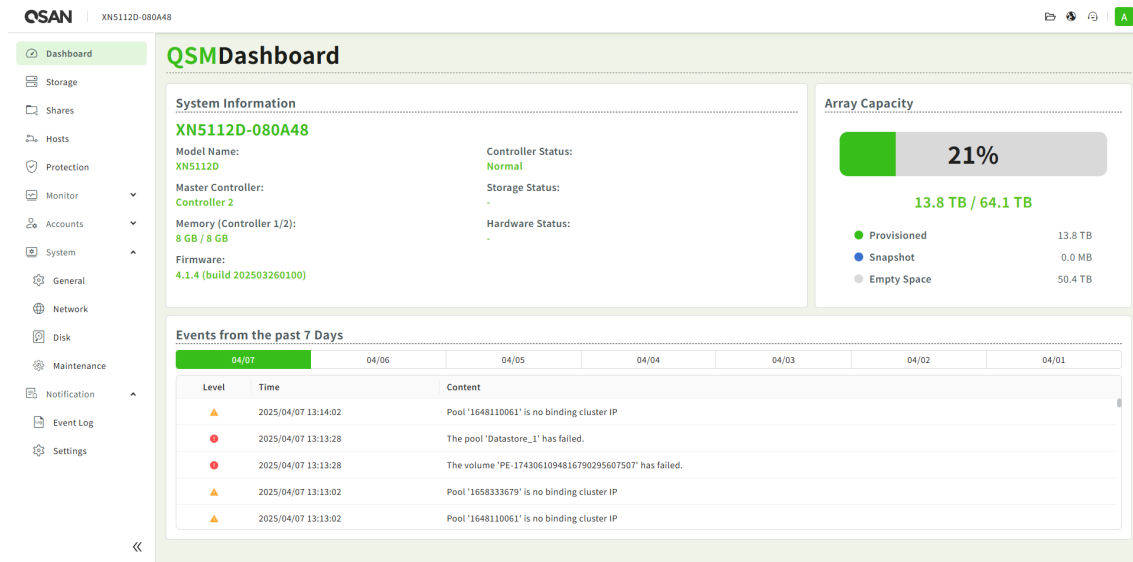 QSAN XN5112D-080A48 A
Dashboard
Storage
Shares
Hosts
Protection
Monitor
Accounts
System
General
Network
Disk
Maintenance
Notification
Event Log
Settings
QSMDashboard
System Information
XN5112D-080A48
Model Name:
XN5112D
Master Controller:
Controller 2
Memory (Controller 1/2):
8 GB / 8 GB
Firmware:
4.1.4 (build 202503260100)
Controller Status:
Normal
Storage Status:
-
Hardware Status:
-
Array Capacity
21%
13.8 TB / 64.1 TB
Provisioned 13.8 TB
Snapshot 0.0 MB
Empty Space 50.4 TB
Events from the past 7 Days
04/07 04/06 04/05 04/04 04/03 04/02 04/01
Level Time Content
2025/04/07 13:14:02 Pool '1648110061' is no binding cluster IP
2025/04/07 13:13:28 The pool 'Datastore_1' has failed.
2025/04/07 13:13:28 The volume 'PE-1743061094816790295607507' has failed.
2025/04/07 13:13:02 Pool '1658333679' is no binding cluster IP
2025/04/07 13:13:02 Pool '1648110061' is no binding cluster IP